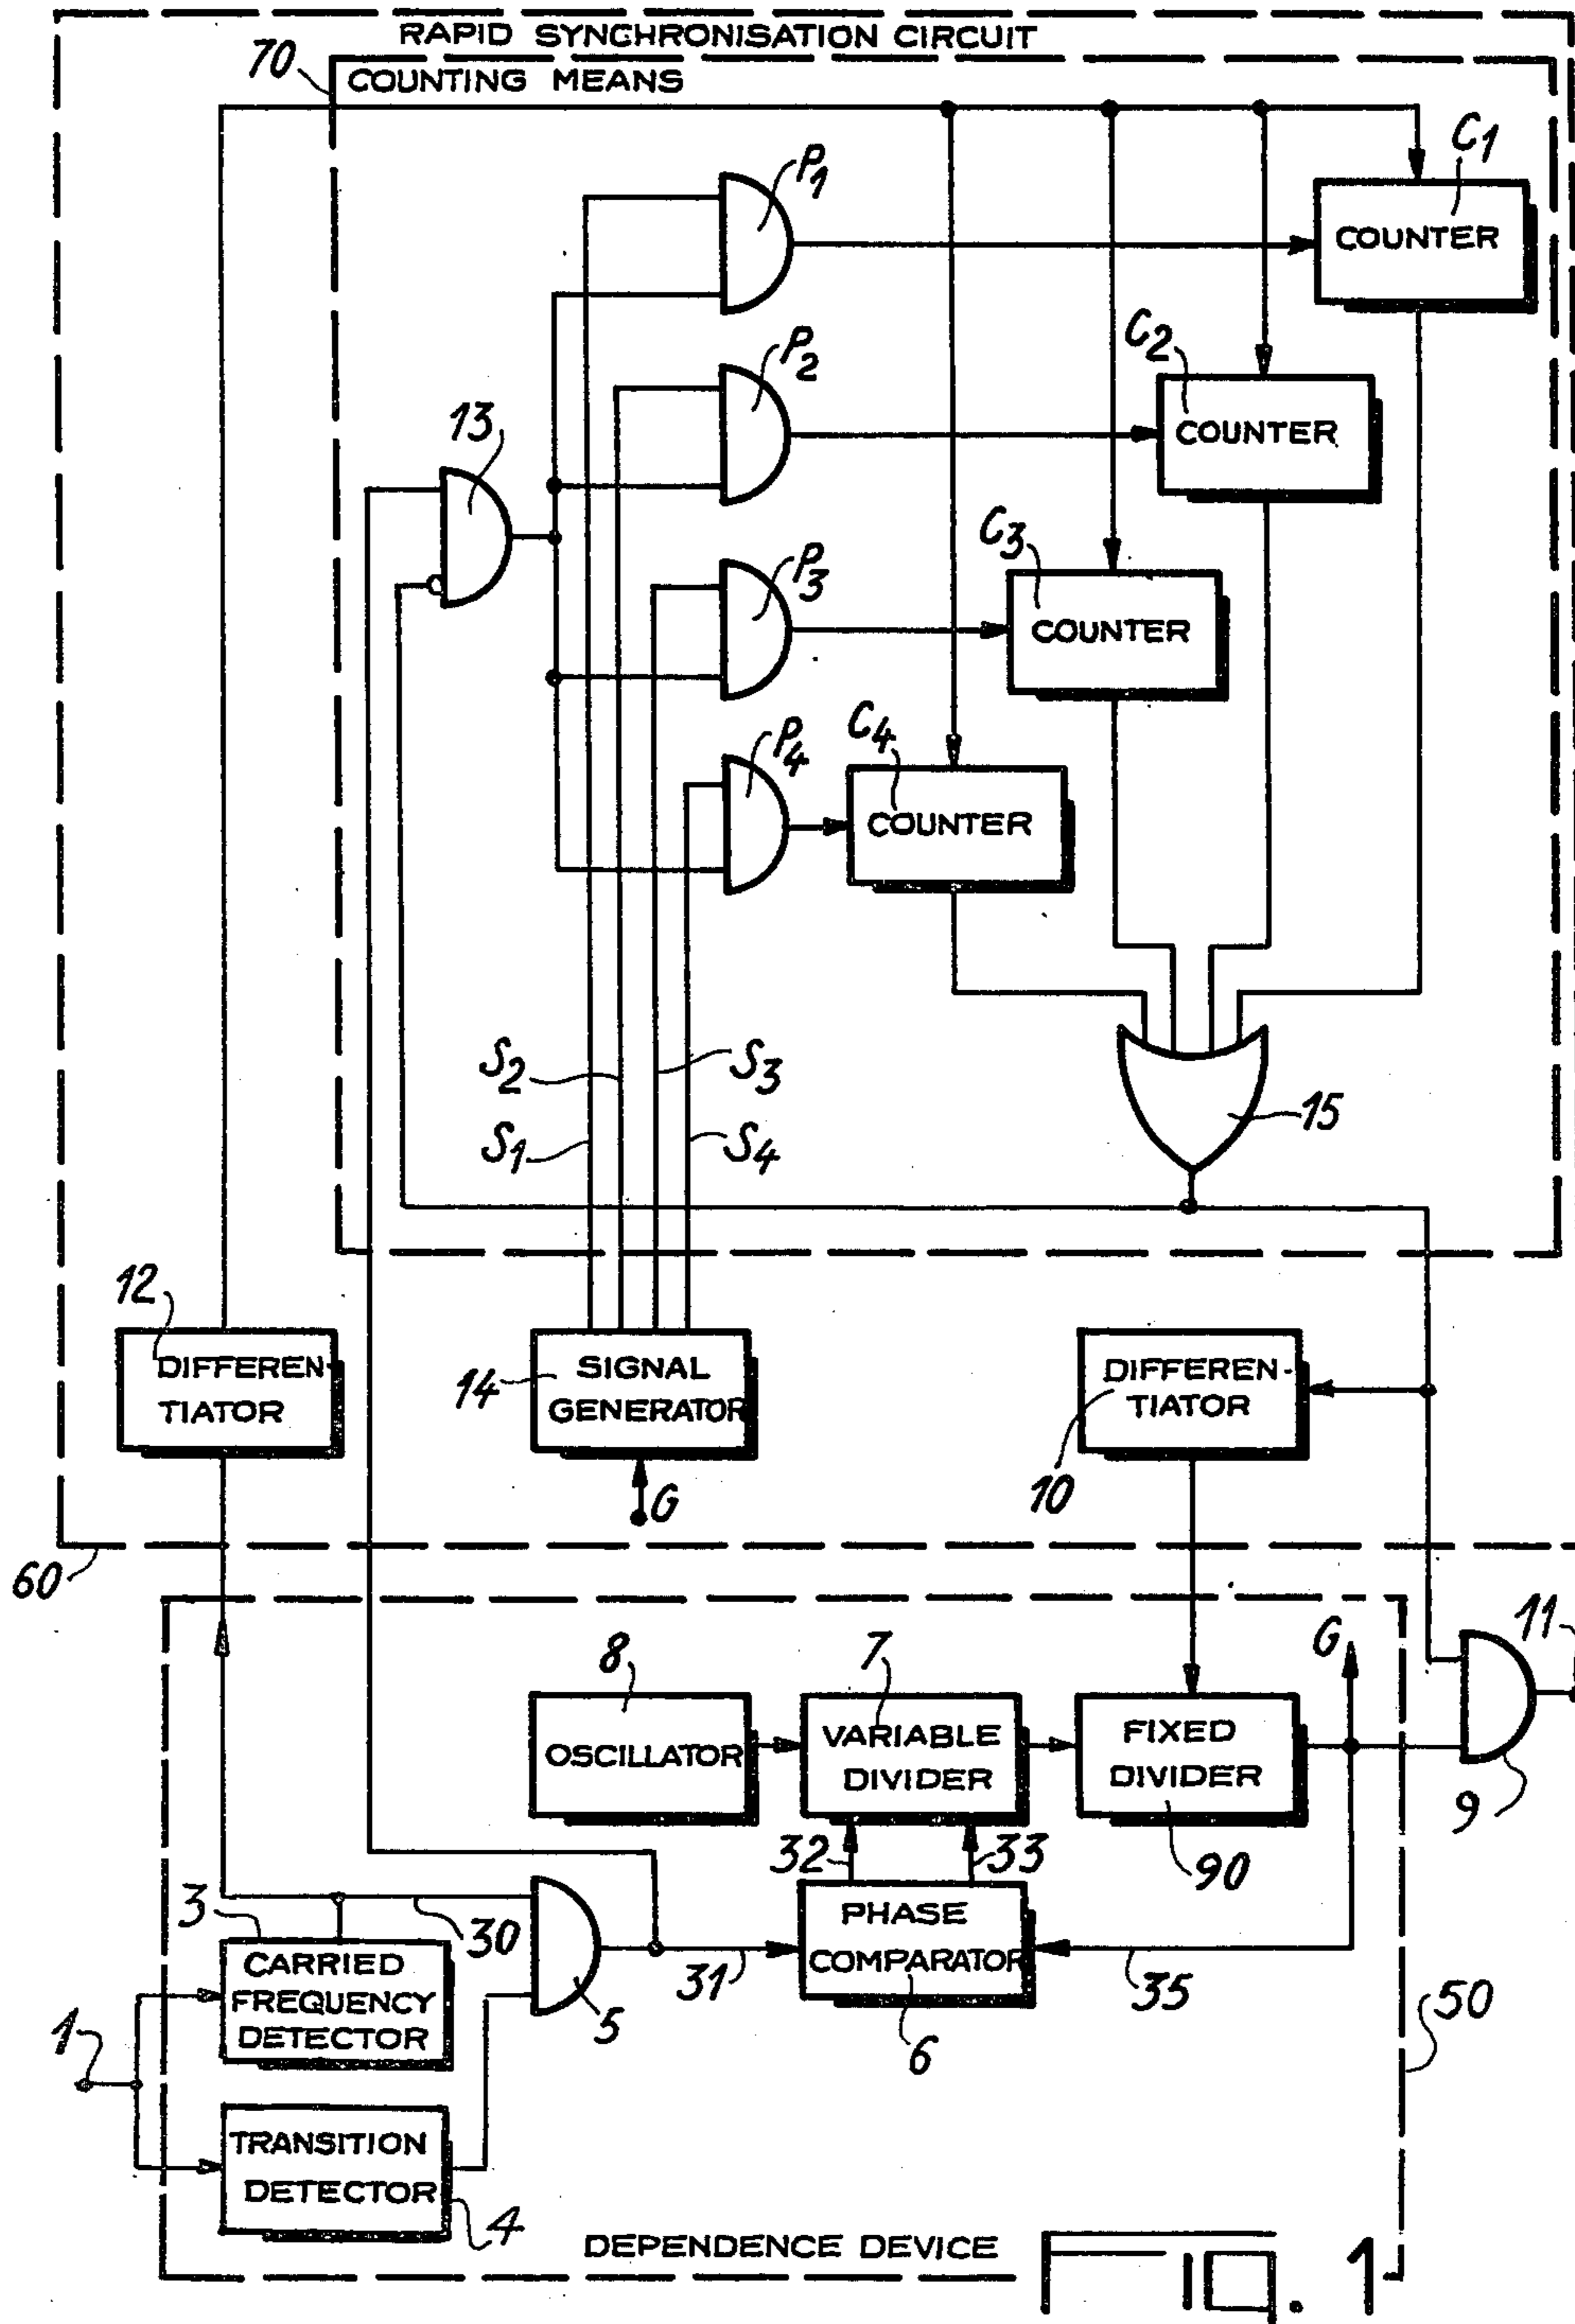 RAPID SYNCHRONISATION CIRCUIT
70
COUNTING MEANS
P1
C1
COUNTER
P2
C2
COUNTER
13
P3
C3
COUNTER
P4
C4
COUNTER
S2
S3
S1
S4
15
12
DIFFEREN-
TIATOR
14
SIGNAL
GENERATOR
G
DIFFEREN-
TIATOR
10
60
8
OSCILLATOR
7
VARIABLE
DIVIDER
FIXED
DIVIDER
90
G
11
9
32
33
3
30
CARRIED
FREQUENCY
DETECTOR
5
31
PHASE
COMPARATOR
6
35
50
1
TRANSITION
DETECTOR
4
DEPENDENCE DEVICE
FIG. 1